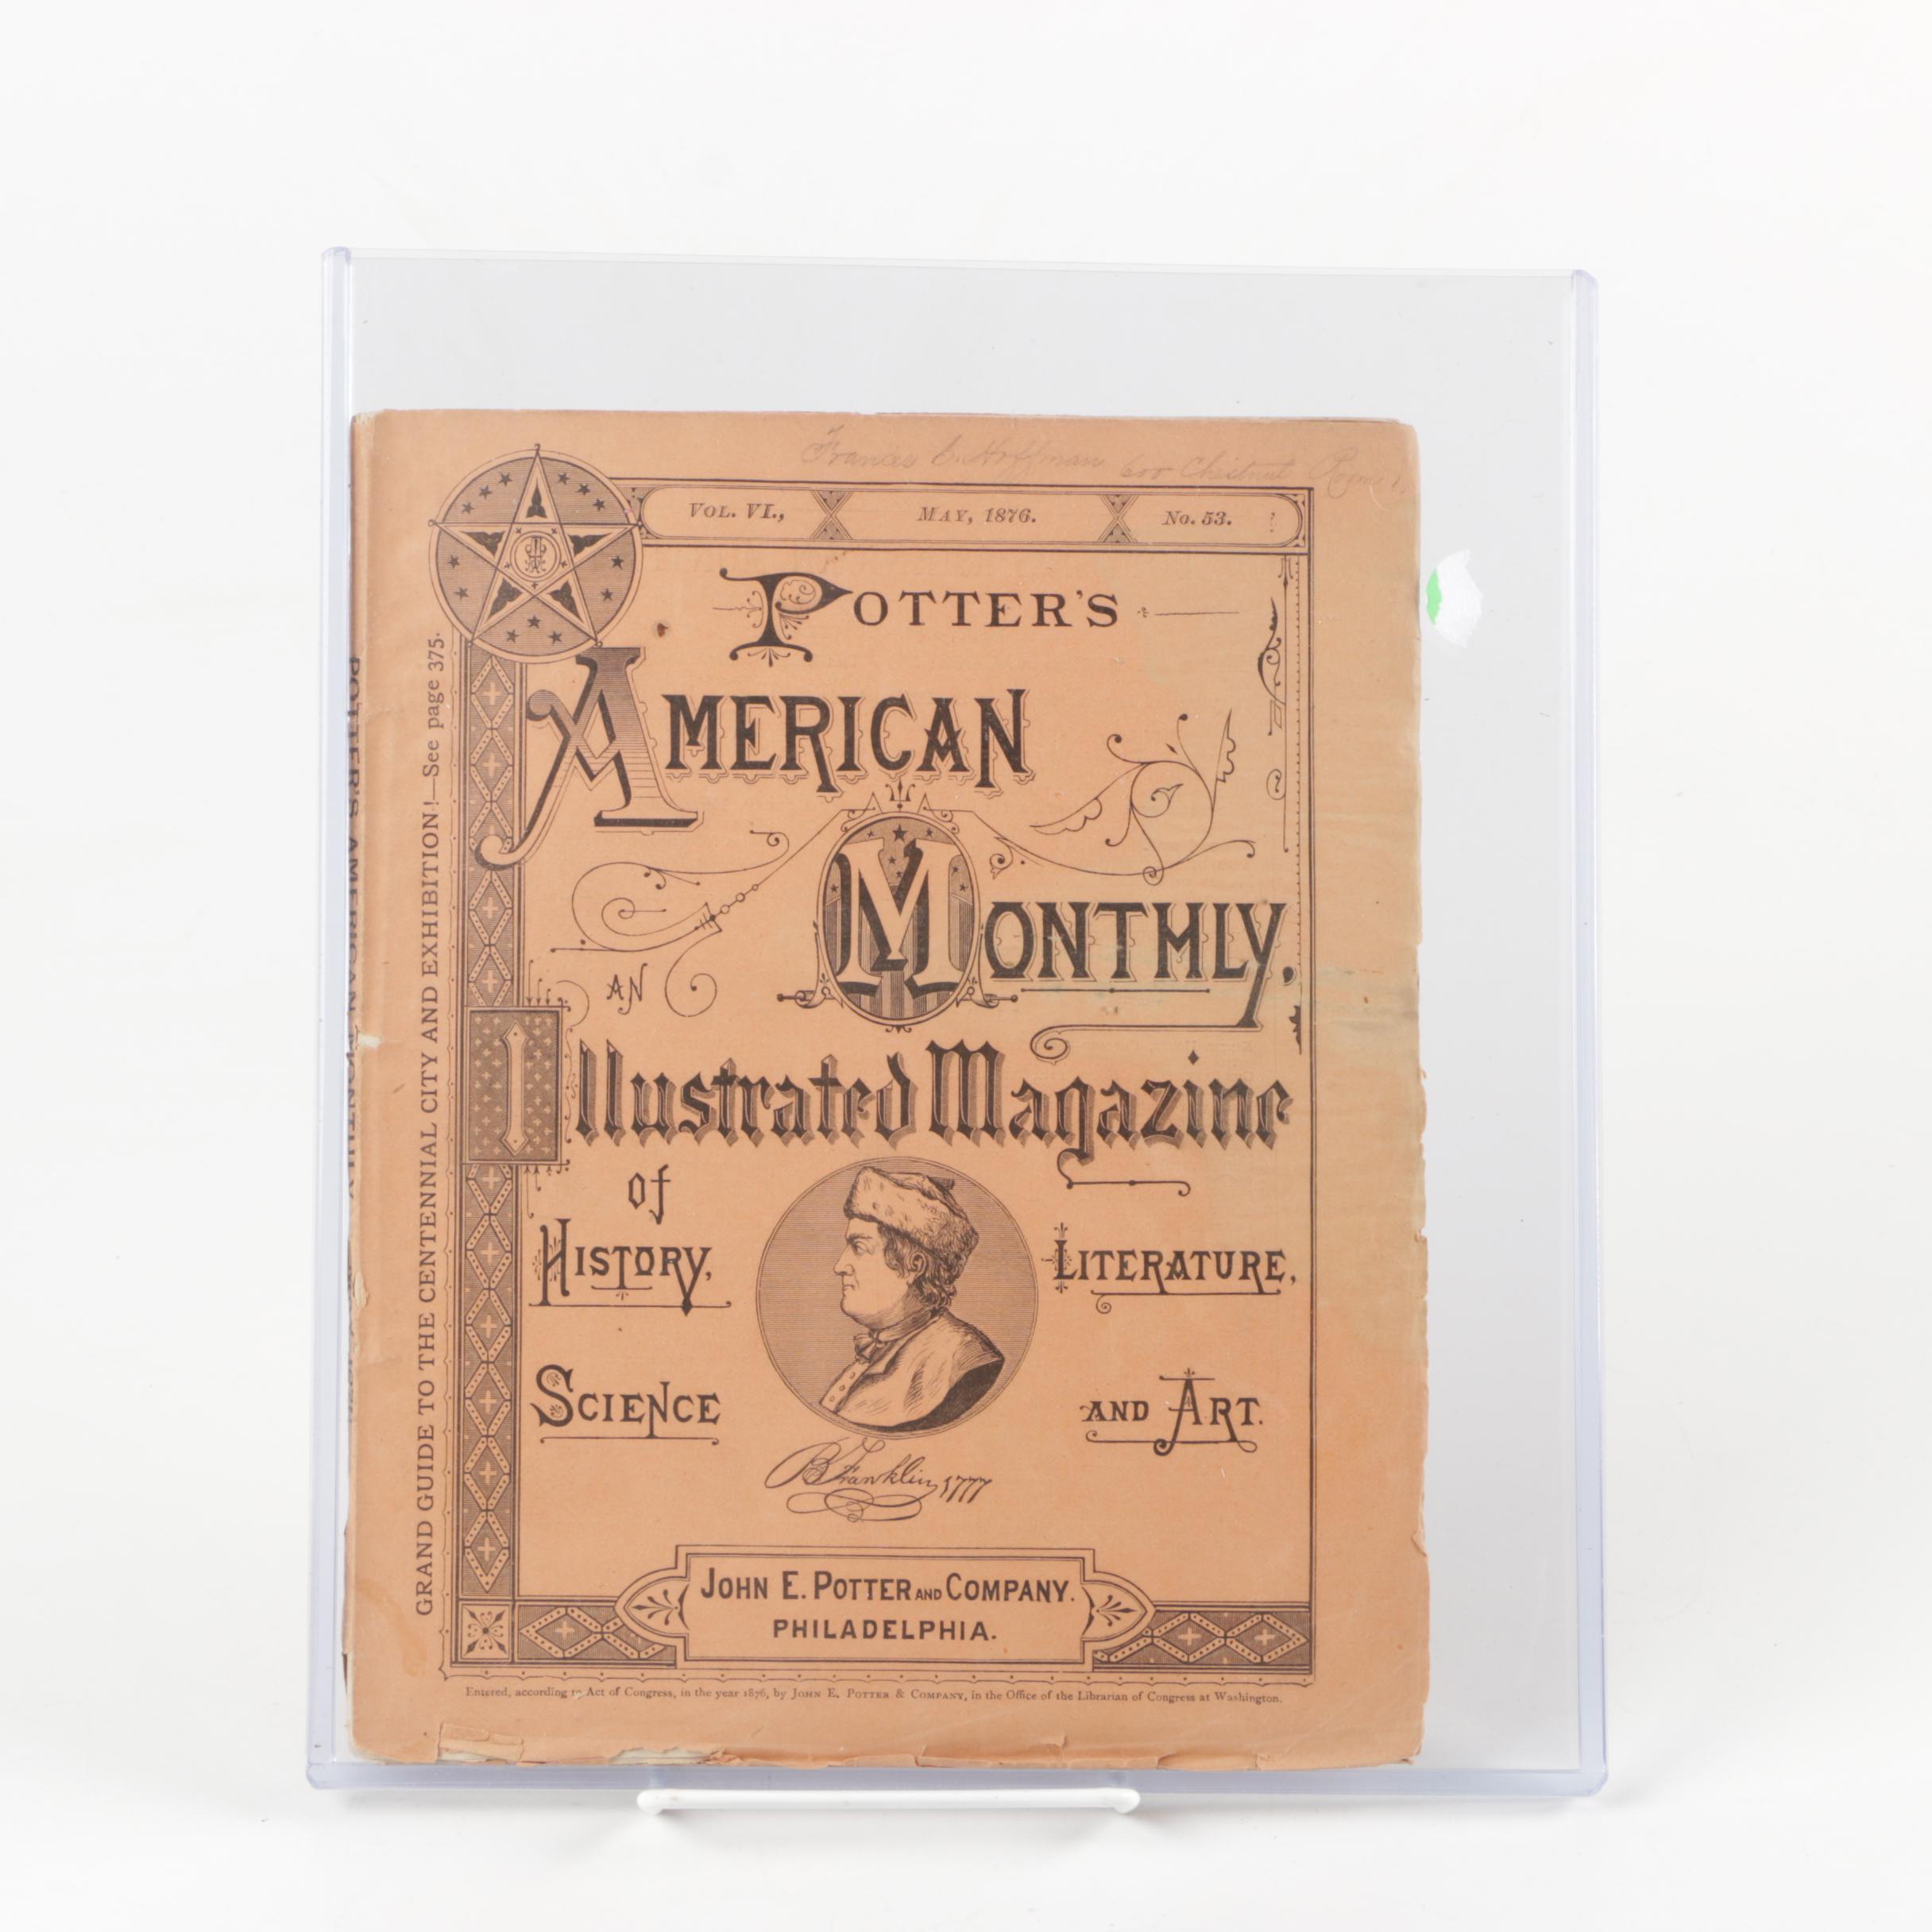 Frances C. Hoffman 600 Chestnut
VOL. VI., MAY, 1876. No. 53.
POTTER'S
AMERICAN
MONTHLY,
AN
Illustrated Magazine
of
HISTORY, LITERATURE,
SCIENCE AND ART.
B Franklin, 1777
JOHN E. POTTER AND COMPANY.
PHILADELPHIA.
Entered, according to Act of Congress, in the year 1876, by JOHN E. POTTER & COMPANY, in the Office of the Librarian of Congress at Washington.
GRAND GUIDE TO THE CENTENNIAL CITY AND EXHIBITION!—See page 375.
POTTER'S AMERICAN MONTHLY